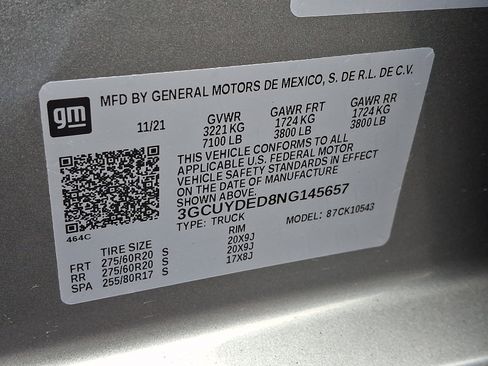 gm
MFD BY GENERAL MOTORS DE MEXICO, S. DE R.L. DE C.V.
11/21 GVWR GAWR FRT GAWR RR
3221 KG 1724 KG 1724 KG
7100 LB 3800 LB 3800 LB
THIS VEHICLE CONFORMS TO ALL
APPLICABLE U.S. FEDERAL MOTOR
VEHICLE SAFETY STANDARDS IN EFFECT
ON THE DATE OF MANUFACTURE
SHOWN ABOVE.
3GCUYDED8NG145657
TYPE: TRUCK MODEL: 87CK10543
464C
TIRE SIZE RIM
FRT 275/60R20 S 20X9J
RR 275/60R20 S 20X9J
SPA 255/80R17 S 17X8J